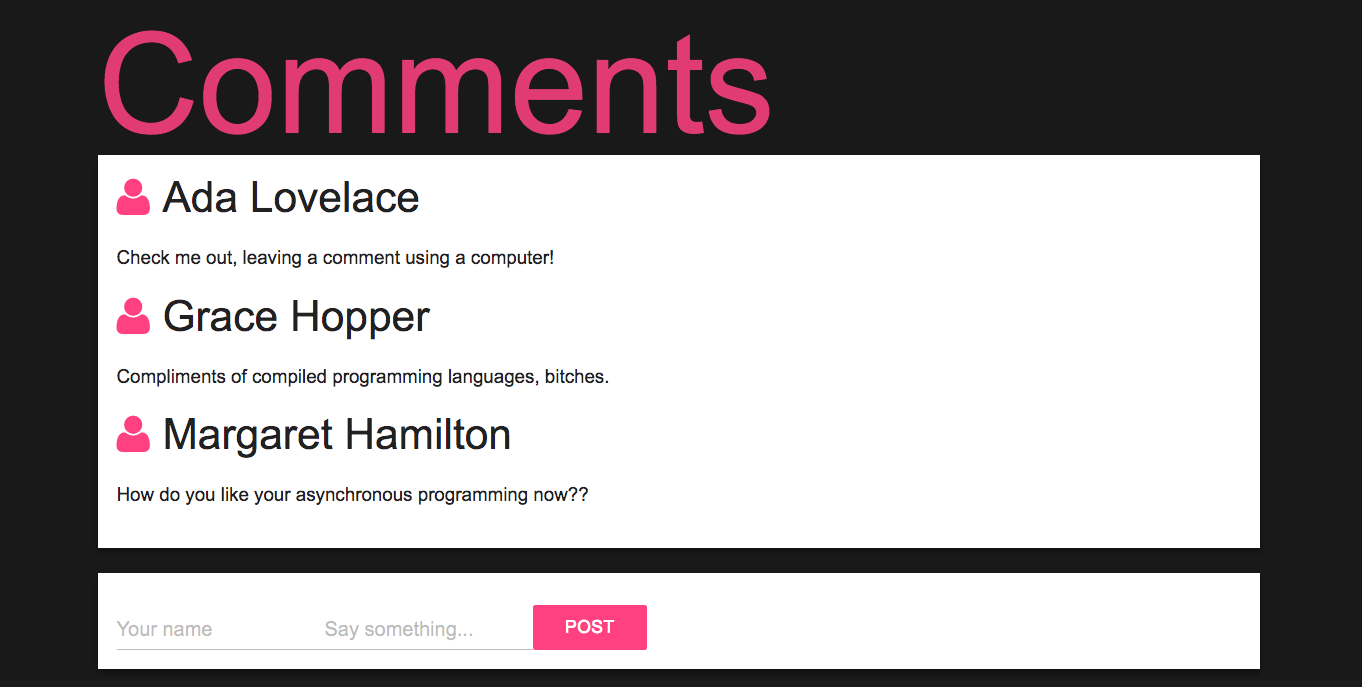 Comments
Ada Lovelace
Check me out, leaving a comment using a computer!
Grace Hopper
Compliments of compiled programming languages, bitches.
Margaret Hamilton
How do you like your asynchronous programming now??
Your name Say something... POST